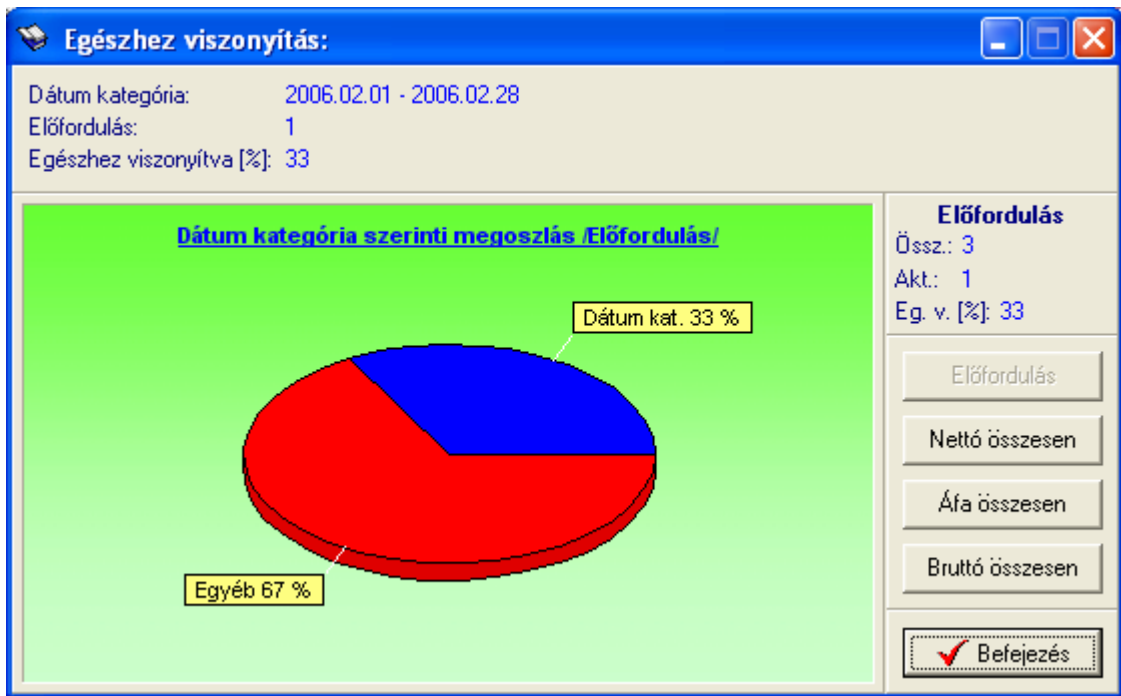 Egészhez viszonyítás:
Dátum kategória: 2006.02.01 - 2006.02.28
Előfordulás: 1
Egészhez viszonyítva [%]: 33
Dátum kategória szerinti megoszlás /Előfordulás/
Dátum kat. 33 %
Egyéb 67 %
Előfordulás
Össz.: 3
Akt.: 1
Eg. v. [%]: 33
Előfordulás
Nettó összesen
Áfa összesen
Bruttó összesen
Befejezés